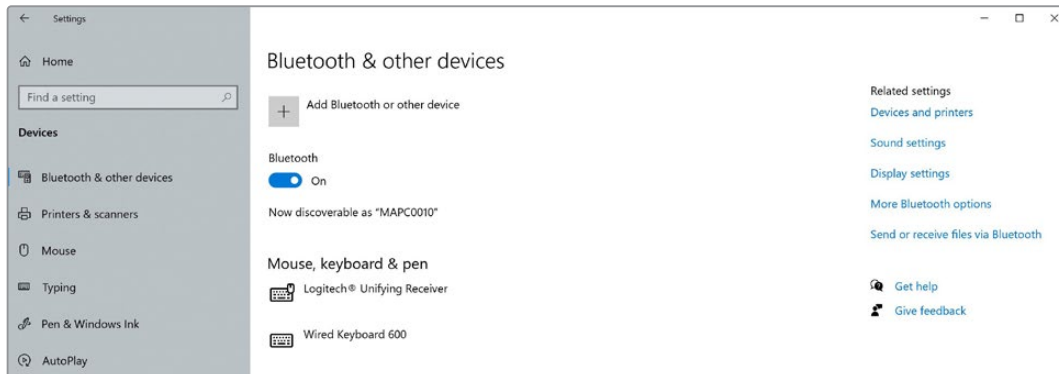 Settings
Home
Find a setting
Devices
Bluetooth & other devices
Printers & scanners
Mouse
Typing
Pen & Windows Ink
AutoPlay
Bluetooth & other devices
Add Bluetooth or other device
Bluetooth
On
Now discoverable as “MAPC0010”
Mouse, keyboard & pen
Logitech® Unifying Receiver
Wired Keyboard 600
Related settings
Devices and printers
Sound settings
Display settings
More Bluetooth options
Send or receive files via Bluetooth
Get help
Give feedback